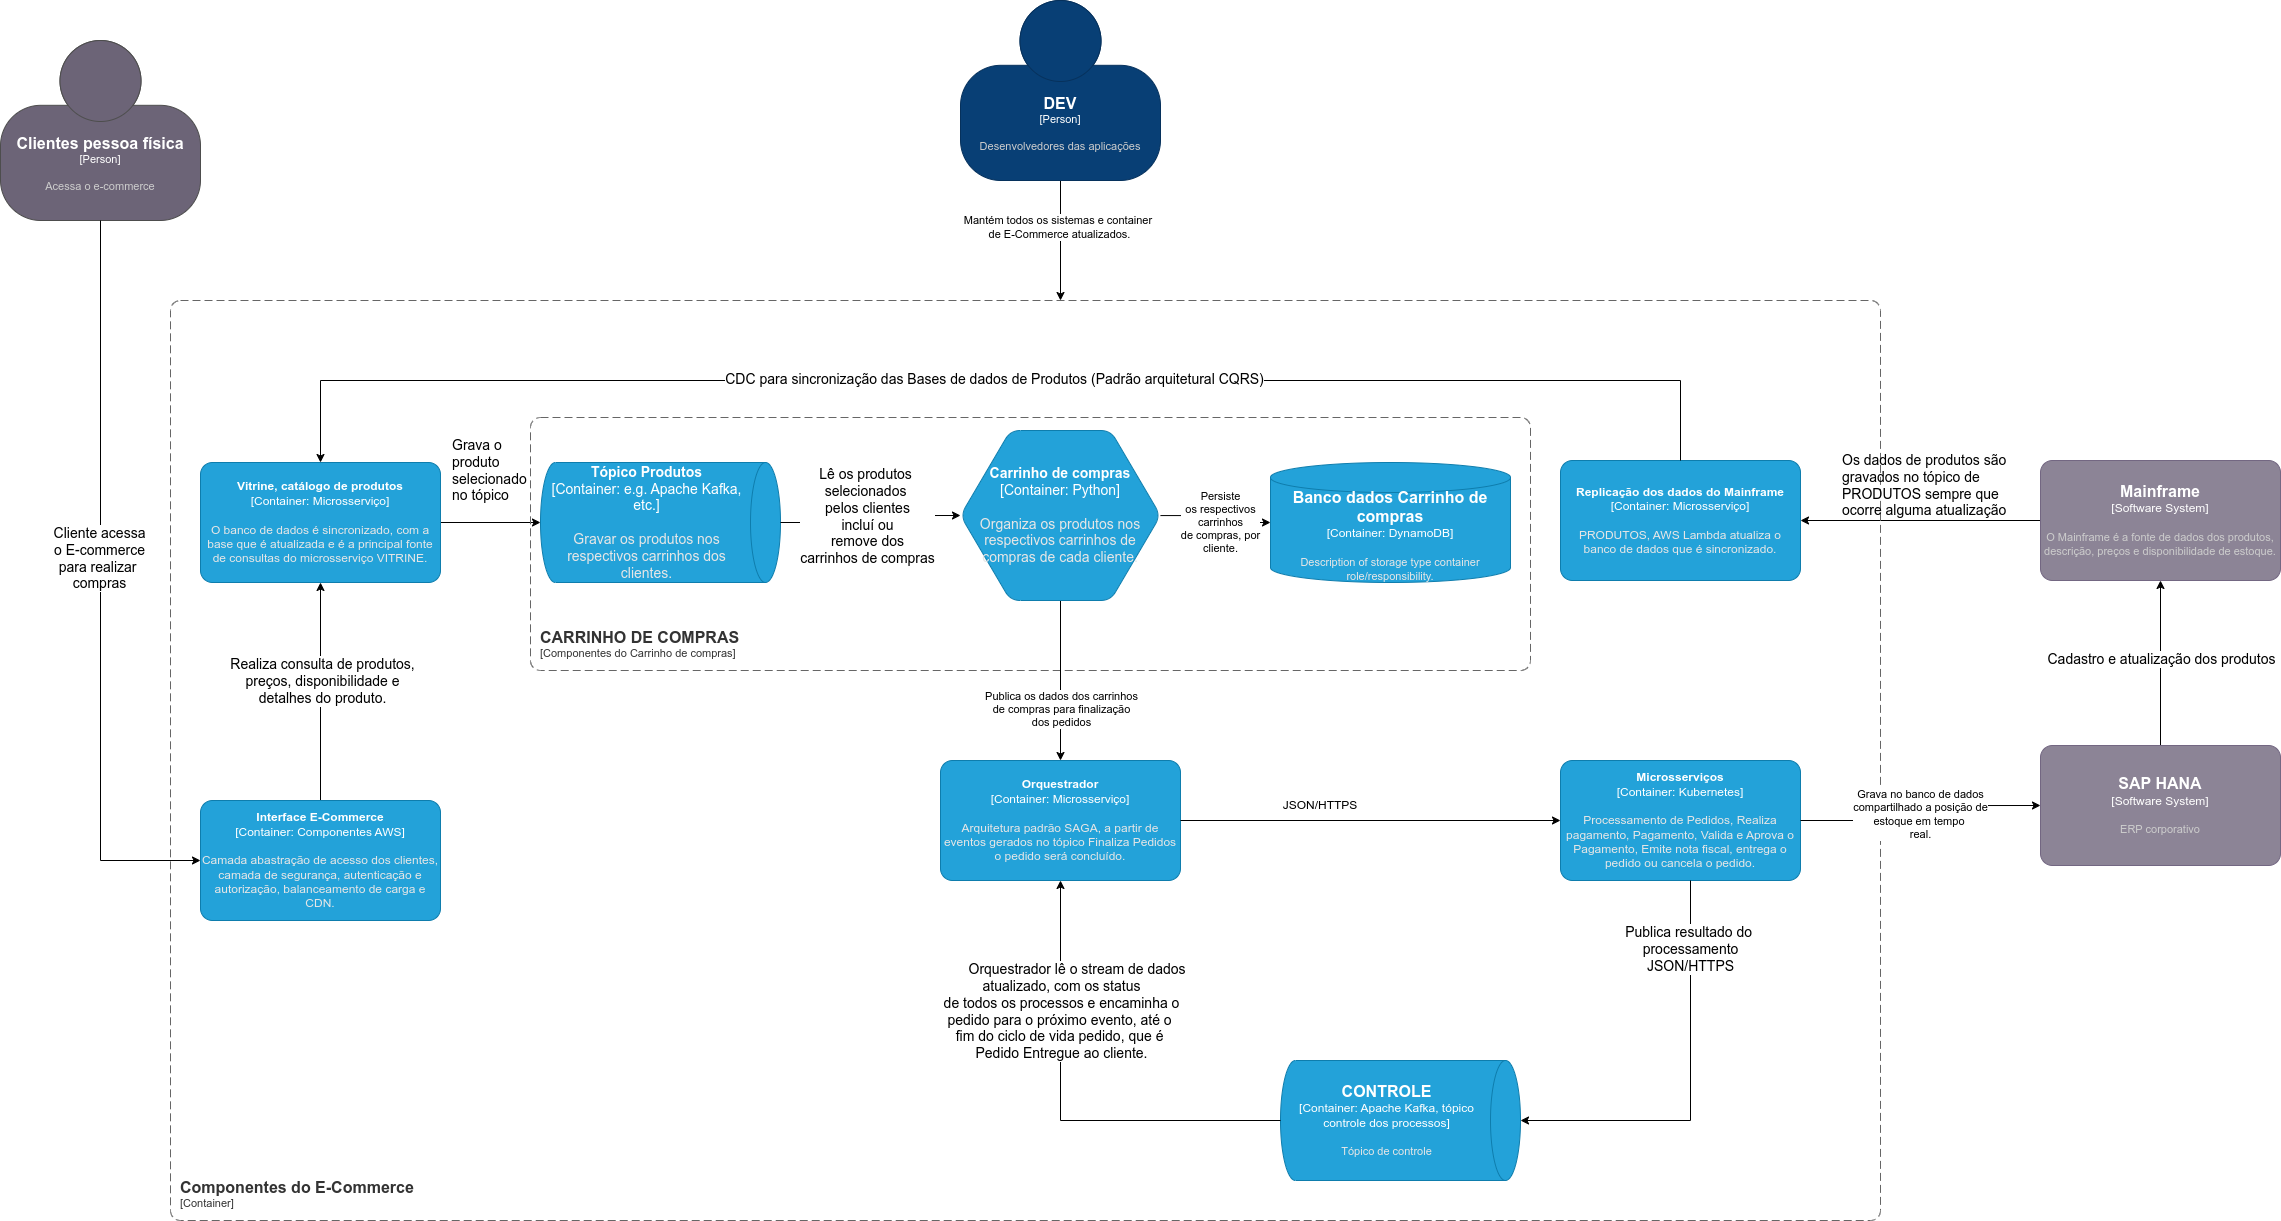 Clientes pessoa física
[Person]
Acessa o e-commerce
DEV
[Person]
Desenvolvedores das aplicações
Mantém todos os sistemas e container
de E-Commerce atualizados.
Cliente acessa
o E-commerce
para realizar
compras
CDC para sincronização das Bases de dados de Produtos (Padrão arquitetural CQRS)
Vitrine, catálogo de produtos
[Container: Microsserviço]
O banco de dados é sincronizado, com a
base que é atualizada e é a principal fonte
de consultas do microserviço VITRINE.
Grava o
produto
selecionado
no tópico
Tópico Produtos
[Container: e.g. Apache Kafka,
etc.]
Gravar os produtos nos
respectivos carrinhos dos
clientes.
Lê os produtos
selecionados
pelos clientes
incluí ou
remove dos
carrinhos de compras
Carrinho de compras
[Container: Python]
Organiza os produtos nos
respectivos carrinhos de
compras de cada cliente
Persiste
os respectivos
carrinhos
de compras, por
cliente.
Banco dados Carrinho de
compras
[Container: DynamoDB]
Description of storage type container
role/responsibility.
CARRINHO DE COMPRAS
[Componentes do Carrinho de compras]
Replicação dos dados do Mainframe
[Container: Microsserviço]
PRODUTOS, AWS Lambda atualiza o
banco de dados que é sincronizado.
Os dados de produtos são
gravados no tópico de
PRODUTOS sempre que
ocorre alguma atualização
Mainframe
[Software System]
O Mainframe é a fonte de dados dos produtos,
descrição, preços e disponibilidade de estoque.
Cadastro e atualização dos produtos
SAP HANA
[Software System]
ERP corporativo
Realiza consulta de produtos,
preços, disponibilidade e
detalhes do produto.
Interface E-Commerce
[Container: Componentes AWS]
Camada abastração de acesso dos clientes,
camada de segurança, autenticação e
autorização, balanceamento de carga e
CDN.
Publica os dados dos carrinhos
de compras para finalização
dos pedidos
Orquestrador
[Container: Microsserviço]
Arquitetura padrão SAGA, a partir de
eventos gerados no tópico Finaliza Pedidos
o pedido será concluído.
JSON/HTTPS
Microsserviços
[Container: Kubernetes]
Processamento de Pedidos, Realiza
pagamento, Pagamento, Valida e Aprova o
Pagamento, Emite nota fiscal, entrega o
pedido ou cancela o pedido.
Grava no banco de dados
compartilhado a posição de
estoque em tempo
real.
Publica resultado do
processamento
JSON/HTTPS
Orquestrador lê o stream de dados
atualizado, com os status
de todos os processos e encaminha o
pedido para o próximo evento, até o
fim do ciclo de vida pedido, que é
Pedido Entregue ao cliente.
CONTROLE
[Container: Apache Kafka, tópico
controle dos processos]
Tópico de controle
Componentes do E-Commerce
[Container]